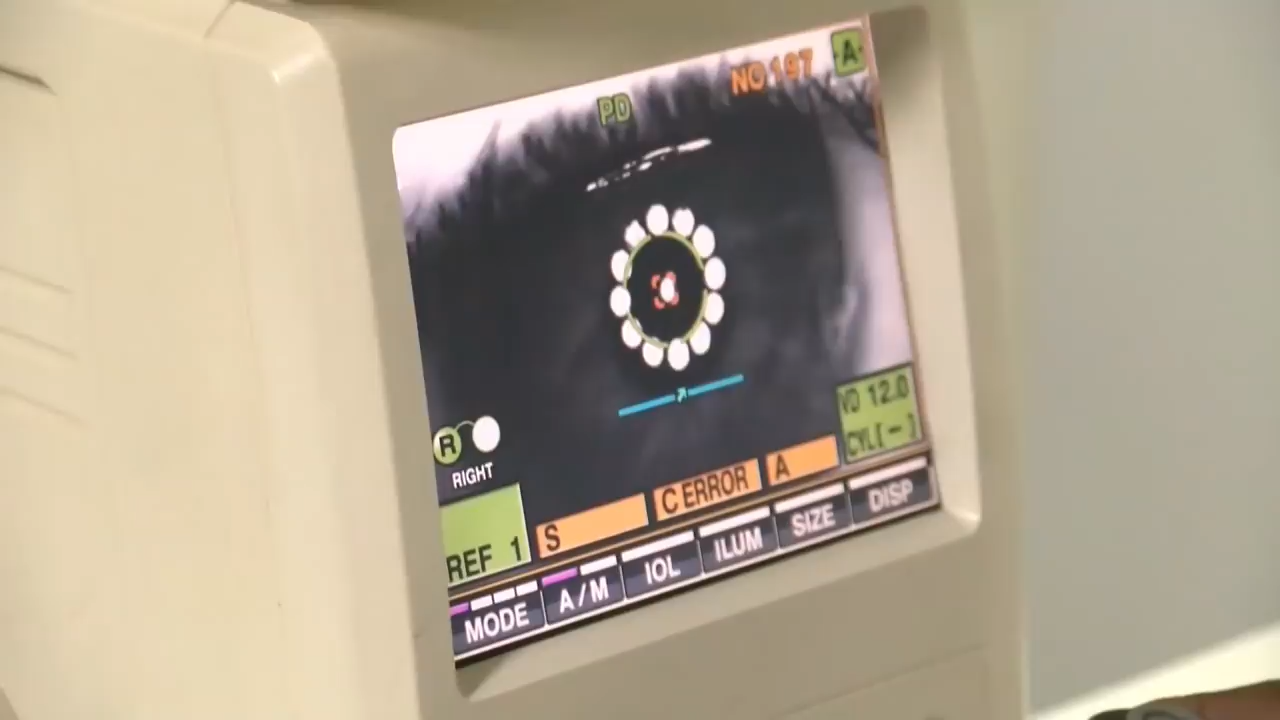 PD NO 197 A
VD 12.0
CYL[-]
R
RIGHT
REF 1 S C ERROR A
MODE A/M IOL ILUM SIZE DISP